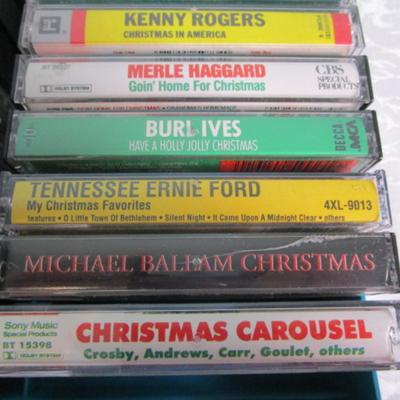 KENNY ROGERS
CHRISTMAS IN AMERICA
MERLE HAGGARD
Goin' Home For Christmas
DOLBY SYSTEM
CBS
SPECIAL
PRODUCTS
BURL IVES
HAVE A HOLLY JOLLY CHRISTMAS
DECCA
MCA
TENNESSEE ERNIE FORD
My Christmas Favorites
4XL-9013
features • O Little Town Of Bethlehem • Silent Night • It Came Upon A Midnight Clear • others
MICHAEL BALLAM CHRISTMAS
Sony Music
Special Products
BT 15398
DOLBY SYSTEM
CHRISTMAS CAROUSEL
Crosby, Andrews, Carr, Goulet, others